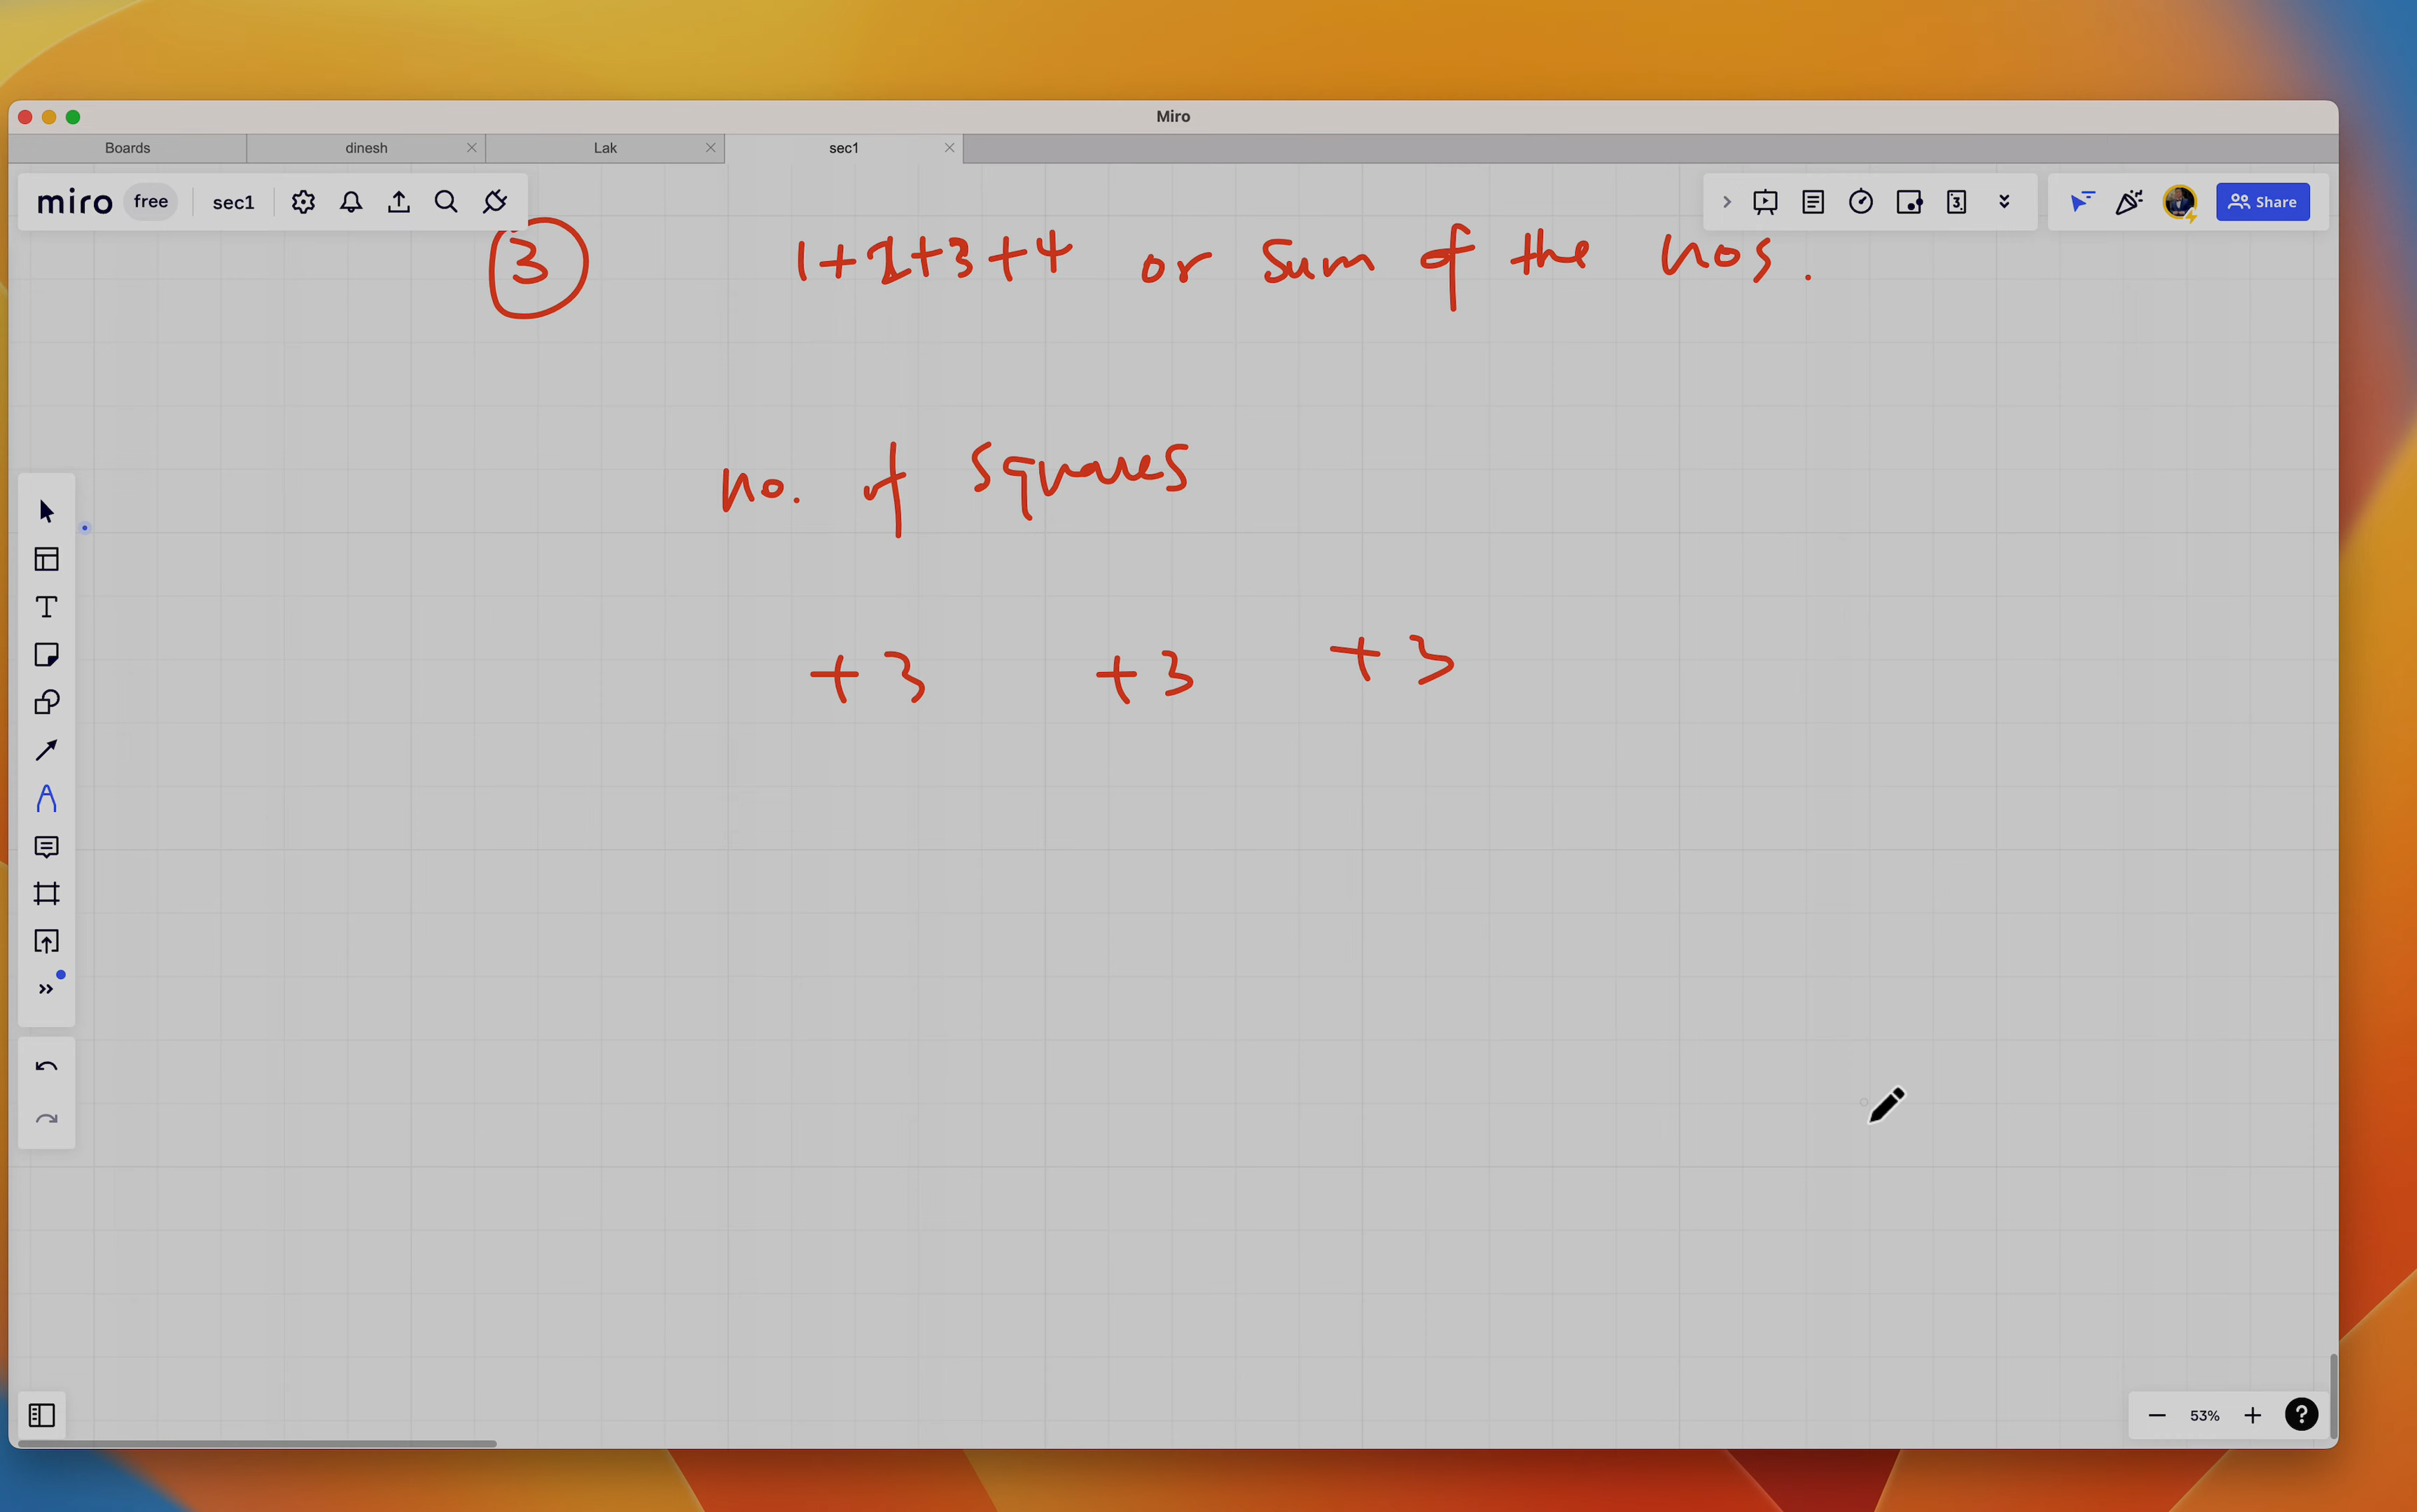 Miro
Boards dinesh Lak sec1
miro free sec1 3. Share
3 1+2+3+4 or sum of the nos.
no. of squares
+3 +3 +3
53% ?